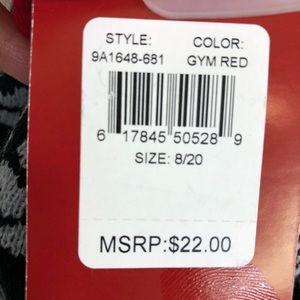 STYLE: COLOR:
9A1648-681 GYM RED
6 17845 50528 9
SIZE: 8/20
MSRP:$22.00